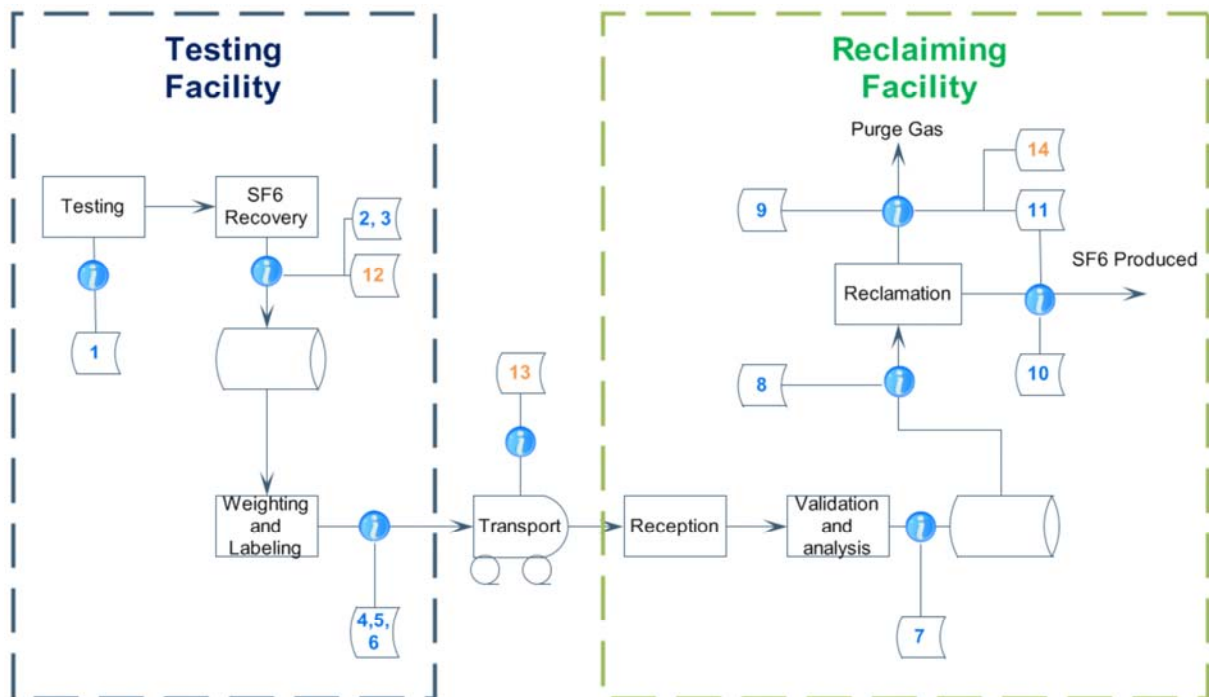 Testing
Facility
Reclaiming
Facility
Purge Gas
14
Testing
SF6
Recovery
2, 3
9
11
12
SF6 Produced
Reclamation
1
13
8
10
Weighting
and
Labeling
Transport
Reception
Validation
and
analysis
4,5,
6
7